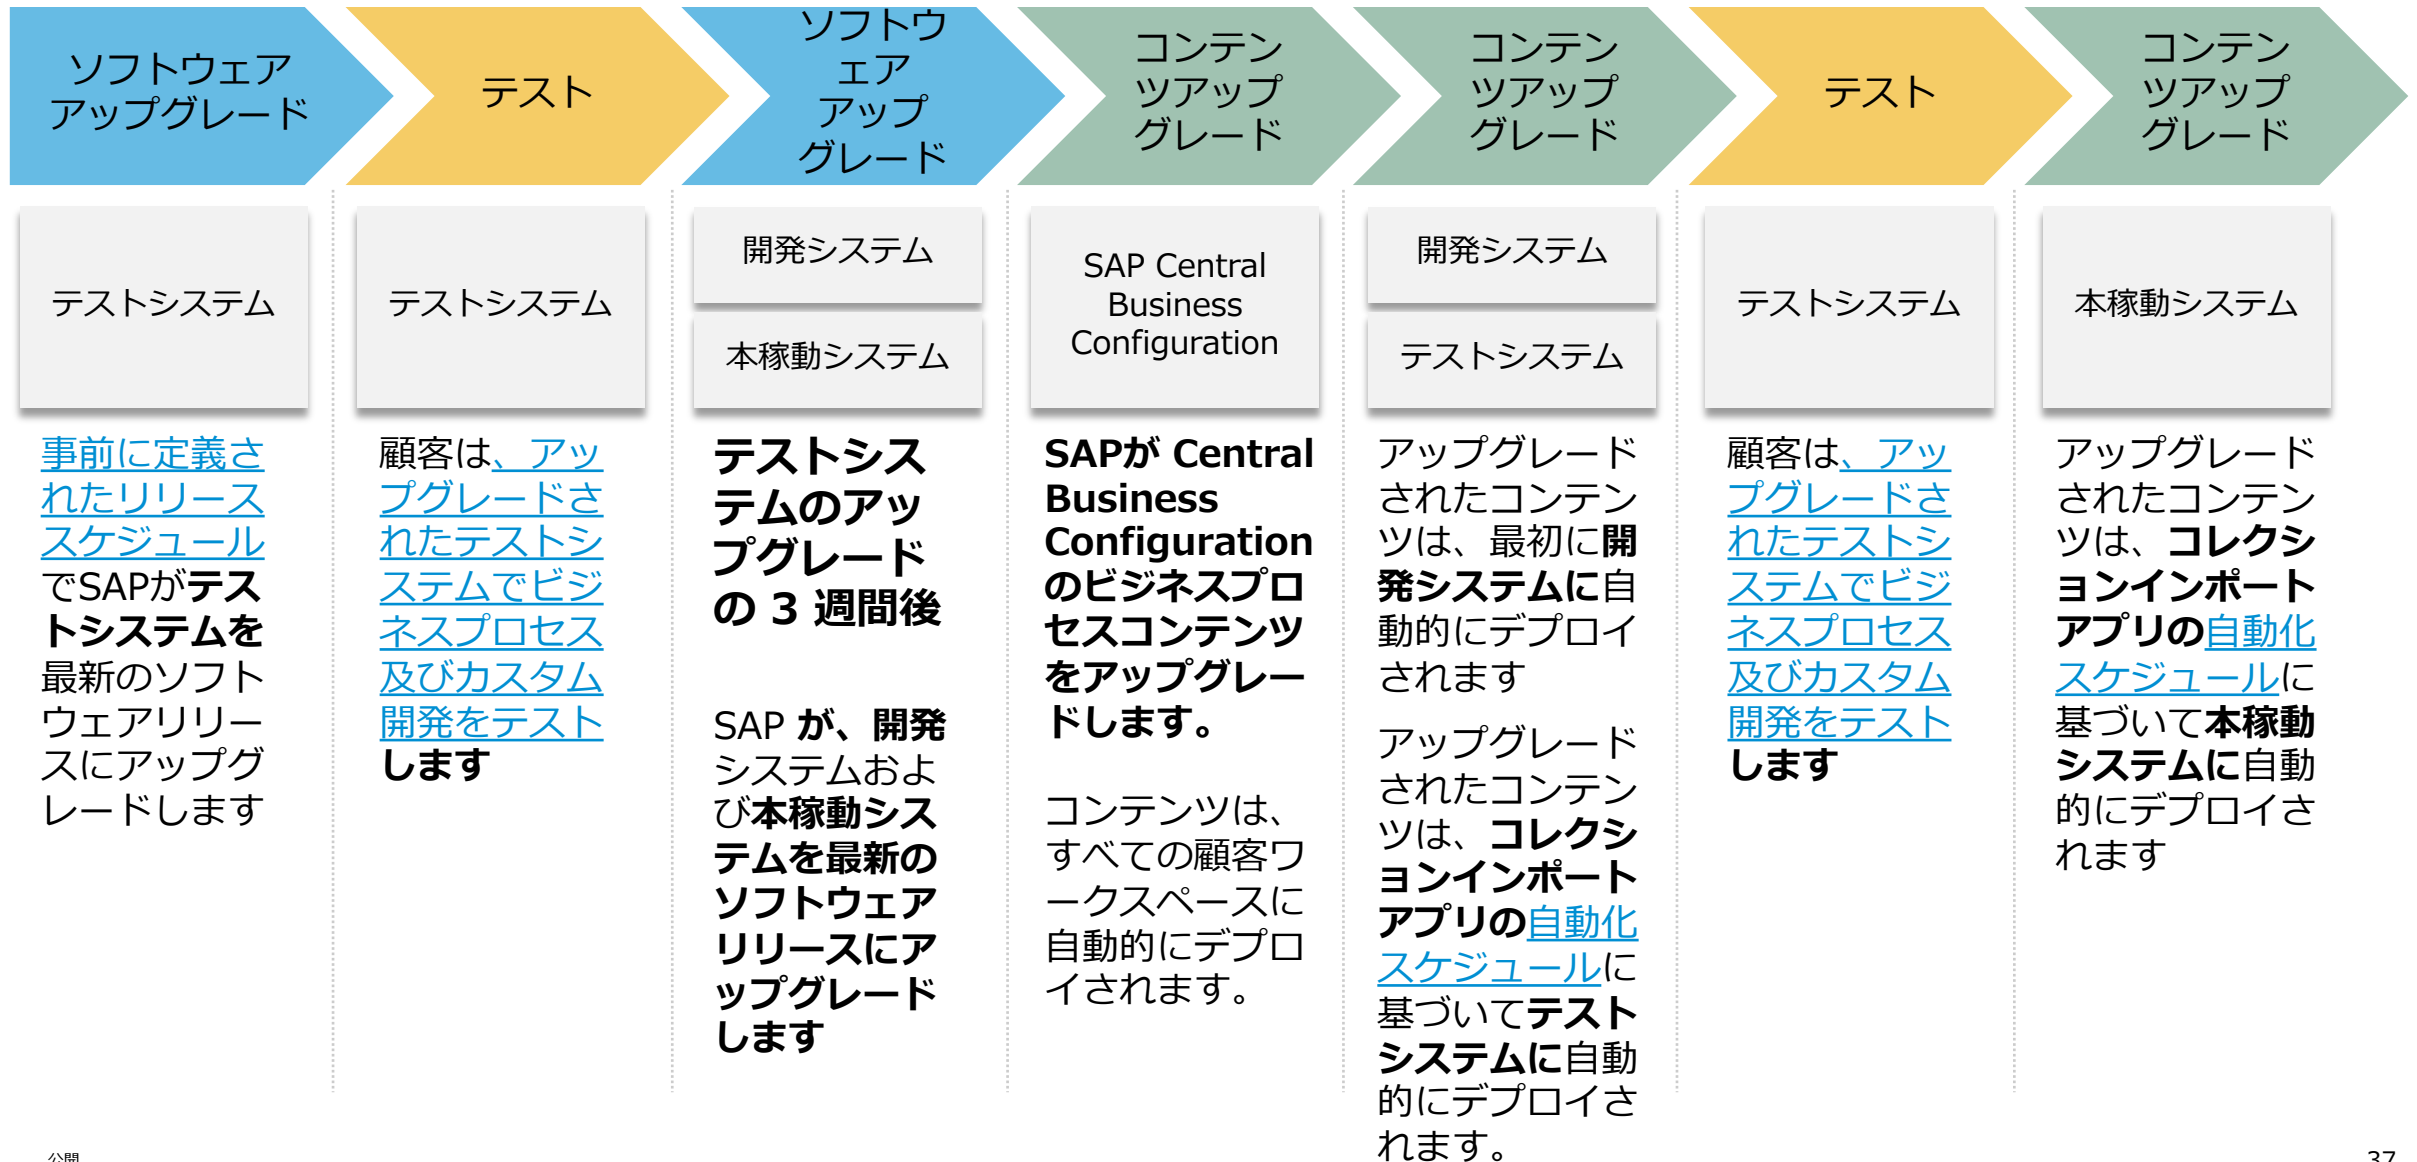 ソフトウェア
アップグレード
テスト
ソフトウ
ェア
アップ
グレード
コンテン
ツアップ
グレード
コンテン
ツアップ
グレード
テスト
コンテン
ツアップ
グレード
テストシステム
テストシステム
開発システム
本稼動システム
SAP Central
Business
Configuration
開発システム
テストシステム
テストシステム
本稼動システム
事前に定義さ
れたリリース
スケジュール
でSAPがテス
トシステムを
最新のソフト
ウェアリリー
スにアップグ
レードします
顧客は、アッ
プグレードさ
れたテストシ
ステムでビジ
ネスプロセス
及びカスタム
開発をテスト
します
テストシス
テムのアッ
プグレード
の 3 週間後
SAP が、開発
システムおよ
び本稼動シス
テムを最新の
ソフトウェア
リリースにア
ップグレード
します
SAPが Central
Business
Configuration
のビジネスプロ
セスコンテンツ
をアップグレー
ドします。
コンテンツは、
すべての顧客ワ
ークスペースに
自動的にデプロ
イされます。
アップグレード
されたコンテン
ツは、最初に開
発システムに自
動的にデプロイ
されます
アップグレード
されたコンテン
ツは、コレクシ
ョンインポート
アプリの自動化
スケジュールに
基づいてテスト
システムに自動
的にデプロイさ
れます。
顧客は、アッ
プグレードさ
れたテストシ
ステムでビジ
ネスプロセス
及びカスタム
開発をテスト
します
アップグレード
されたコンテン
ツは、コレクシ
ョンインポート
アプリの自動化
スケジュールに
基づいて本稼動
システムに自動
的にデプロイさ
れます
公開
37